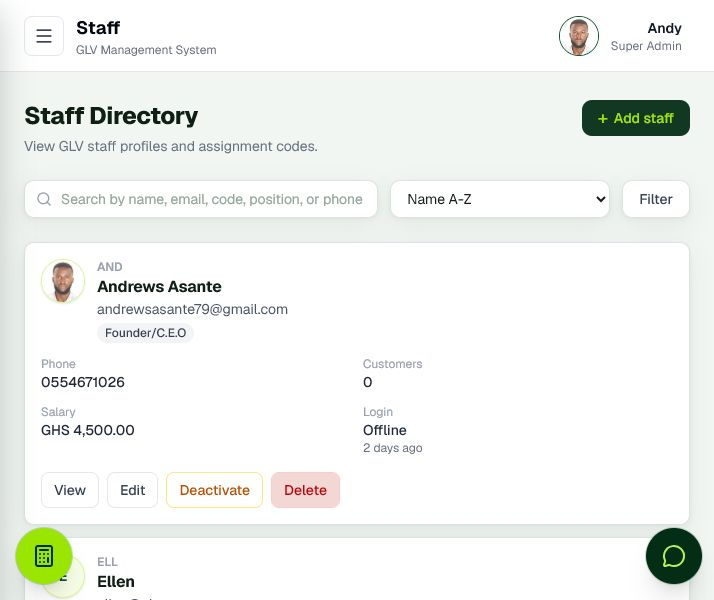 Staff
GLV Management System
Andy
Super Admin
Staff Directory
View GLV staff profiles and assignment codes.
+ Add staff
Search by name, email, code, position, or phone
Name A-Z
Filter
AND
Andrews Asante
andrewsasante79@gmail.com
Founder/C.E.O
Phone
0554671026
Customers
0
Salary
GHS 4,500.00
Login
Offline
2 days ago
View
Edit
Deactivate
Delete
ELL
Ellen